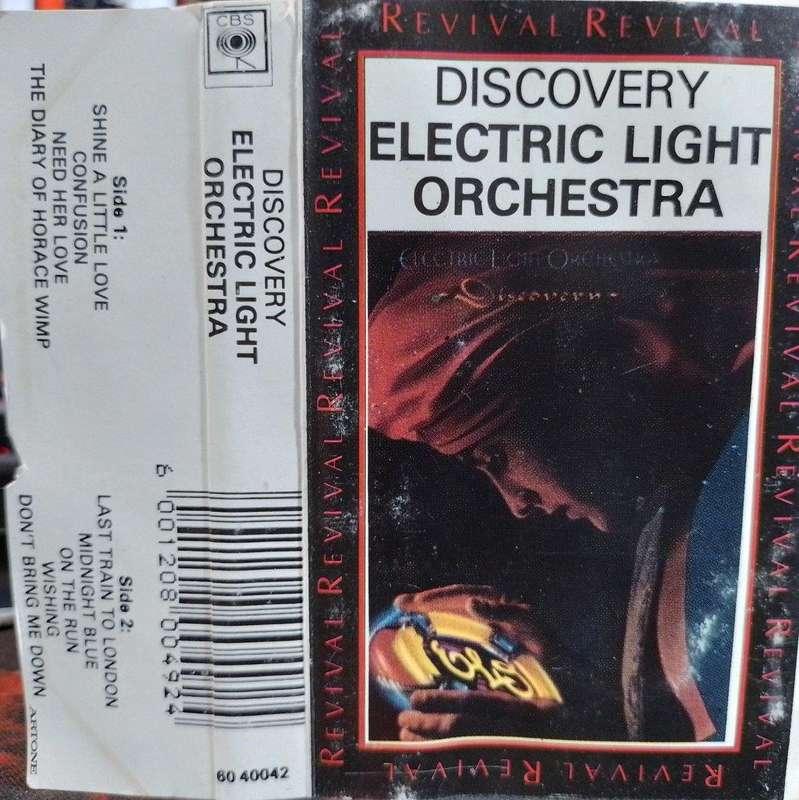 CBS
Side 1:
SHINE A LITTLE LOVE
CONFUSION
NEED HER LOVE
THE DIARY OF HORACE WIMP
Side 2:
LAST TRAIN TO LONDON
MIDNIGHT BLUE
ON THE RUN
WISHING
DON'T BRING ME DOWN
ARTONE
DISCOVERY
ELECTRIC LIGHT
ORCHESTRA
6 001208 004924
60 40042
REVIVAL REVIVAL
REVIVAL REVIVAL REVIVAL REVIVAL
DISCOVERY
ELECTRIC LIGHT
ORCHESTRA
ELECTRIC LIGHT ORCHESTRA
Discovery
ELO
REVIVAL REVIVAL REVIVAL
REVIVAL REVIVAL